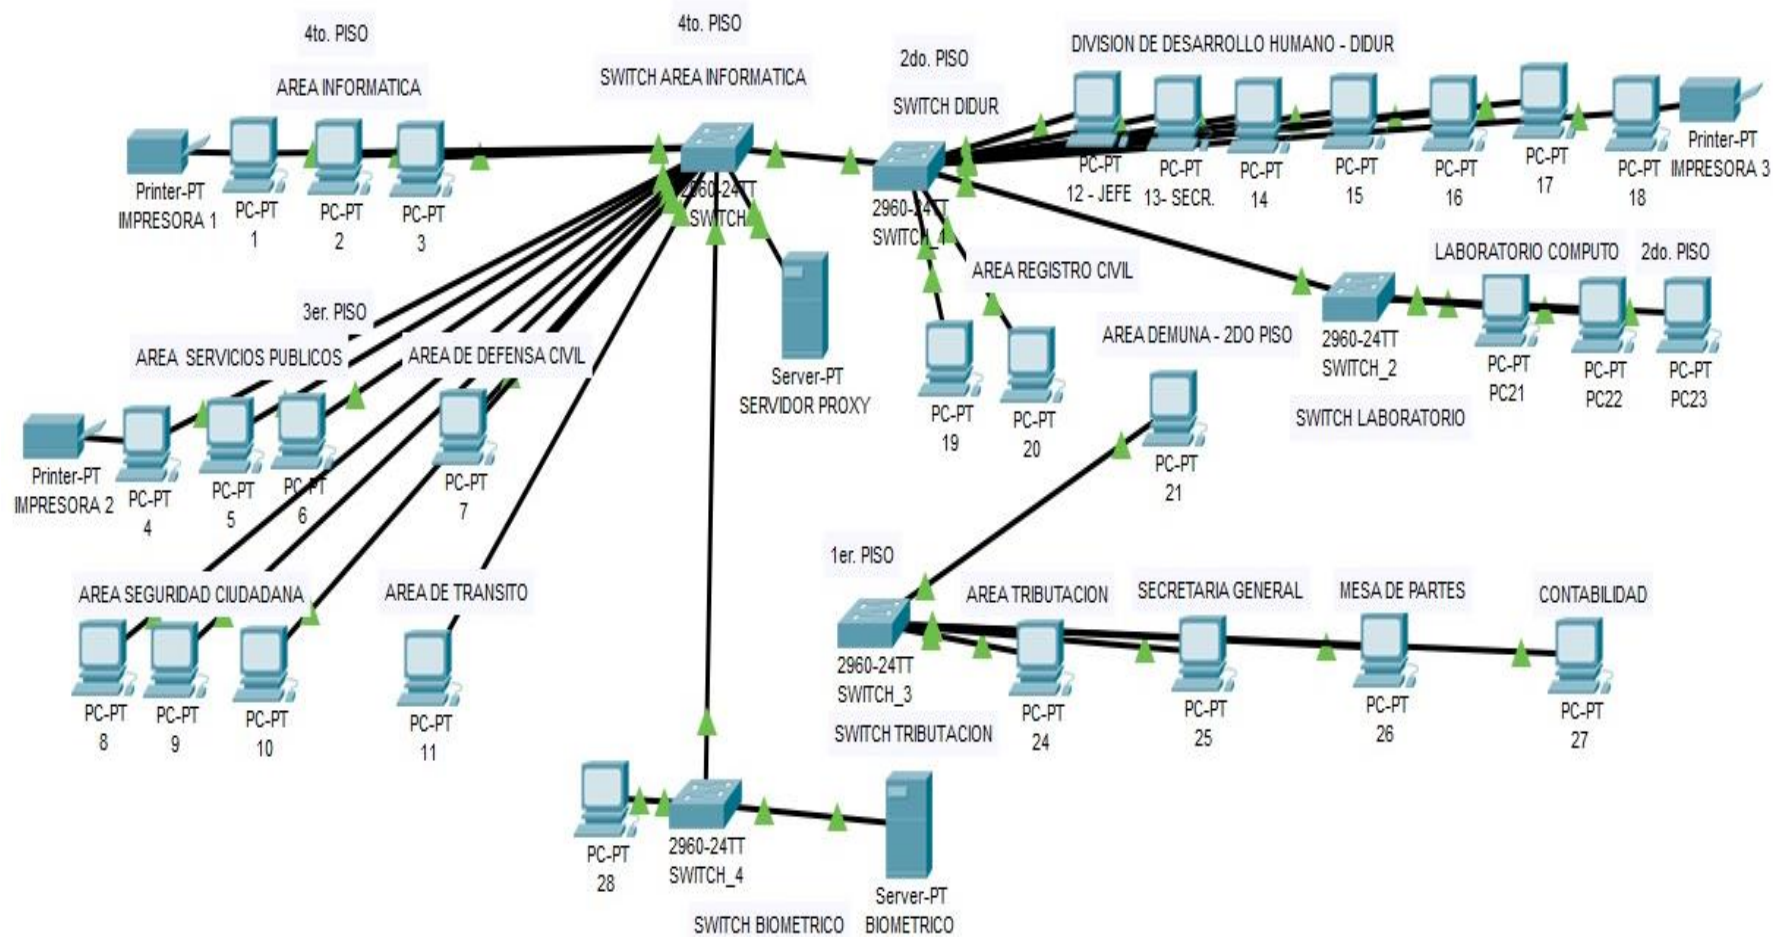 4to. PISO
AREA INFORMATICA
Printer-PT
IMPRESORA 1
PC-PT
1
PC-PT
2
PC-PT
3
4to. PISO
SWITCH AREA INFORMATICA
2960-24TT
SWITCH
2do. PISO
SWITCH DIDUR
2960-24TT
SWITCH_1
DIVISION DE DESARROLLO HUMANO - DIDUR
PC-PT
12 - JEFE
PC-PT
13- SECR.
PC-PT
14
PC-PT
15
PC-PT
16
PC-PT
17
PC-PT
18
Printer-PT
IMPRESORA 3
3er. PISO
AREA SERVICIOS PUBLICOS
AREA DE DEFENSA CIVIL
Printer-PT
IMPRESORA 2
PC-PT
4
PC-PT
5
PC-PT
6
PC-PT
7
Server-PT
SERVIDOR PROXY
AREA REGISTRO CIVIL
PC-PT
19
PC-PT
20
LABORATORIO COMPUTO
2do. PISO
2960-24TT
SWITCH_2
SWITCH LABORATORIO
PC-PT
PC21
PC-PT
PC22
PC-PT
PC23
AREA DEMUNA - 2DO PISO
PC-PT
21
AREA SEGURIDAD CIUDADANA
AREA DE TRANSITO
PC-PT
8
PC-PT
9
PC-PT
10
PC-PT
11
1er. PISO
AREA TRIBUTACION
SECRETARIA GENERAL
MESA DE PARTES
CONTABILIDAD
2960-24TT
SWITCH_3
SWITCH TRIBUTACION
PC-PT
24
PC-PT
25
PC-PT
26
PC-PT
27
PC-PT
28
2960-24TT
SWITCH_4
SWITCH BIOMETRICO
Server-PT
BIOMETRICO